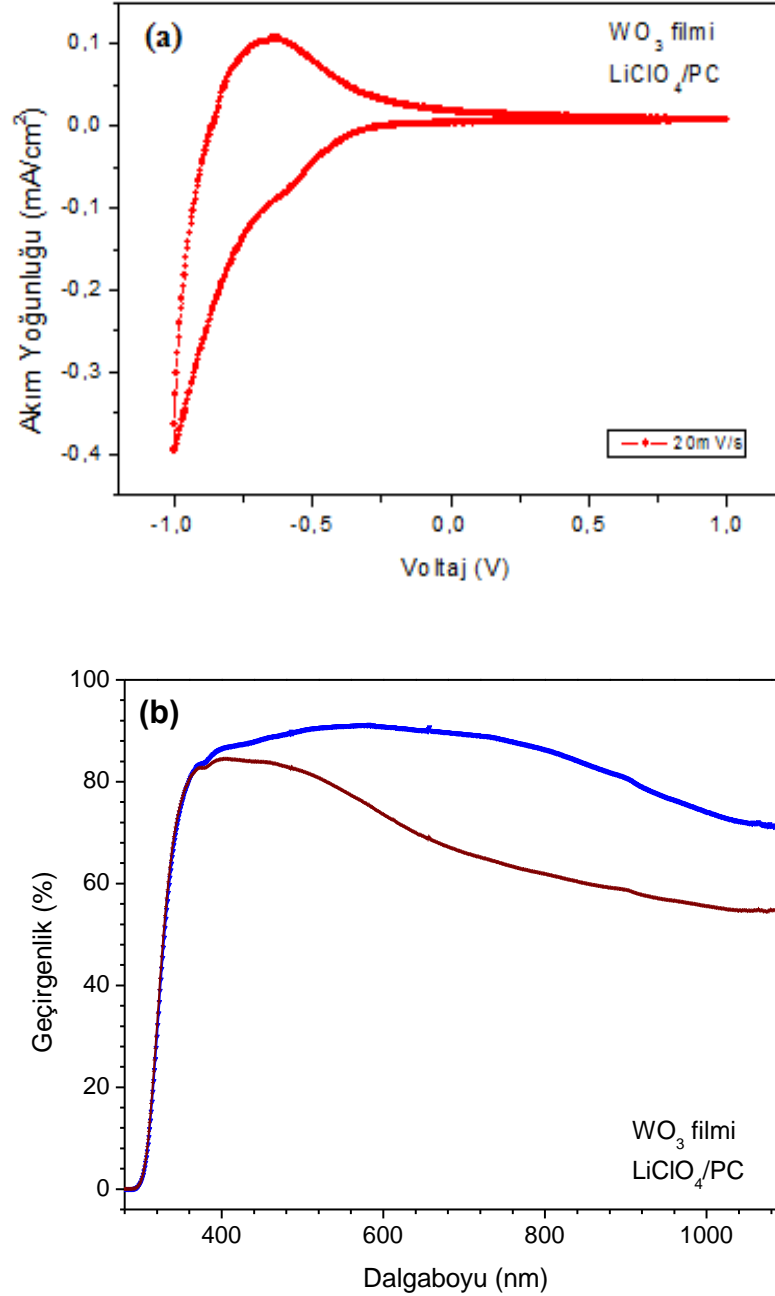 (a)
WO3 filmi
LiClO4/PC
0,1
0,0
-0,1
-0,2
-0,3
-0,4
Akım Yoğunluğu (mA/cm2)
20m V/s
-1,0 -0,5 0,0 0,5 1,0
Voltaj (V)
(b)
100
80
60
40
20
0
Geçirgenlik (%)
WO3 filmi
LiClO4/PC
400 600 800 1000
Dalgaboyu (nm)